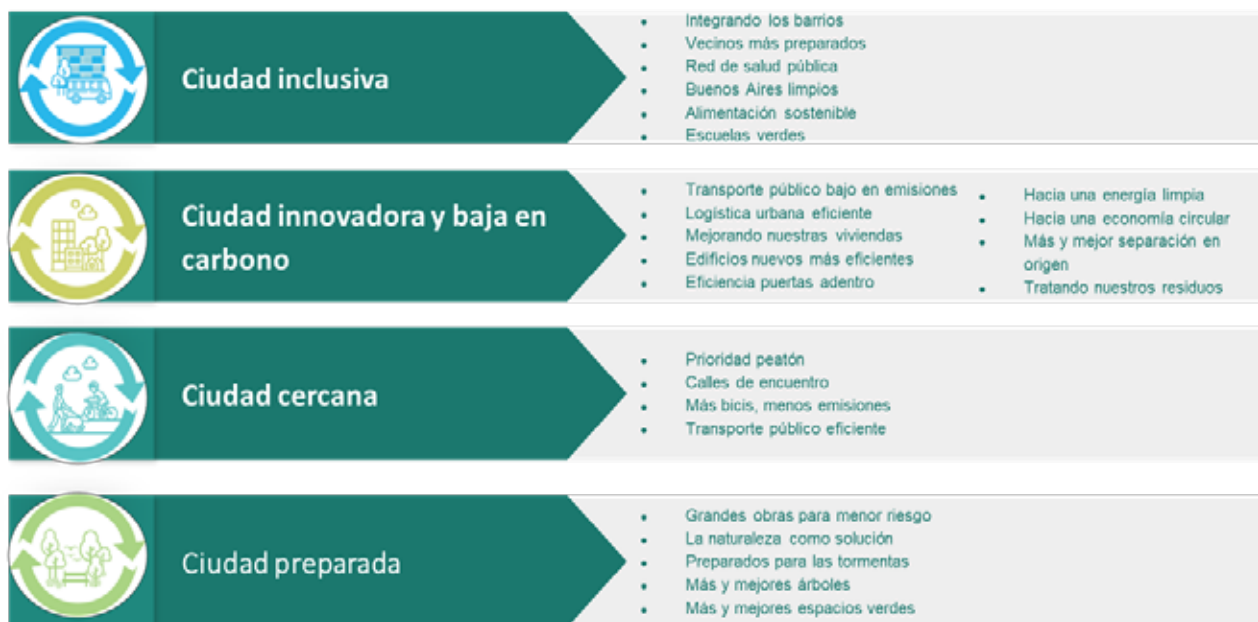 Ciudad inclusiva
• Integrando los barrios
• Vecinos más preparados
• Red de salud pública
• Buenos Aires limpios
• Alimentación sostenible
• Escuelas verdes
Ciudad innovadora y baja en
carbono
• Transporte público bajo en emisiones
• Logística urbana eficiente
• Mejorando nuestras viviendas
• Edificios nuevos más eficientes
• Eficiencia puertas adentro
• Hacia una energía limpia
• Hacia una economía circular
• Más y mejor separación en
origen
• Tratando nuestros residuos
Ciudad cercana
• Prioridad peatón
• Calles de encuentro
• Más bicis, menos emisiones
• Transporte público eficiente
Ciudad preparada
• Grandes obras para menor riesgo
• La naturaleza como solución
• Preparados para las tormentas
• Más y mejores árboles
• Más y mejores espacios verdes